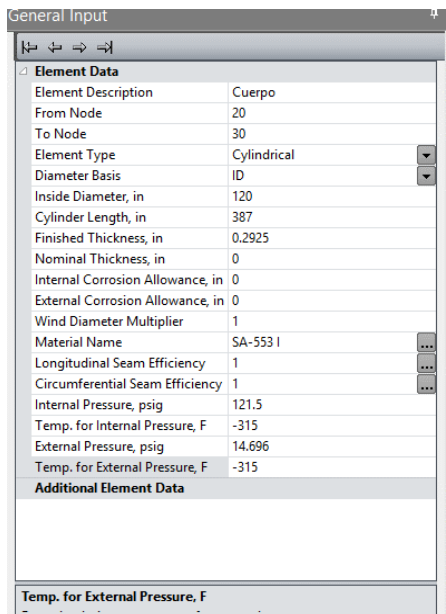 General Input
Element Data
Element Description Cuerpo
From Node 20
To Node 30
Element Type Cylindrical
Diameter Basis ID
Inside Diameter, in 120
Cylinder Length, in 387
Finished Thickness, in 0.2925
Nominal Thickness, in 0
Internal Corrosion Allowance, in 0
External Corrosion Allowance, in 0
Wind Diameter Multiplier 1
Material Name SA-553 I
Longitudinal Seam Efficiency 1
Circumferential Seam Efficiency 1
Internal Pressure, psig 121.5
Temp. for Internal Pressure, F -315
External Pressure, psig 14.696
Temp. for External Pressure, F -315
Additional Element Data
Temp. for External Pressure, F